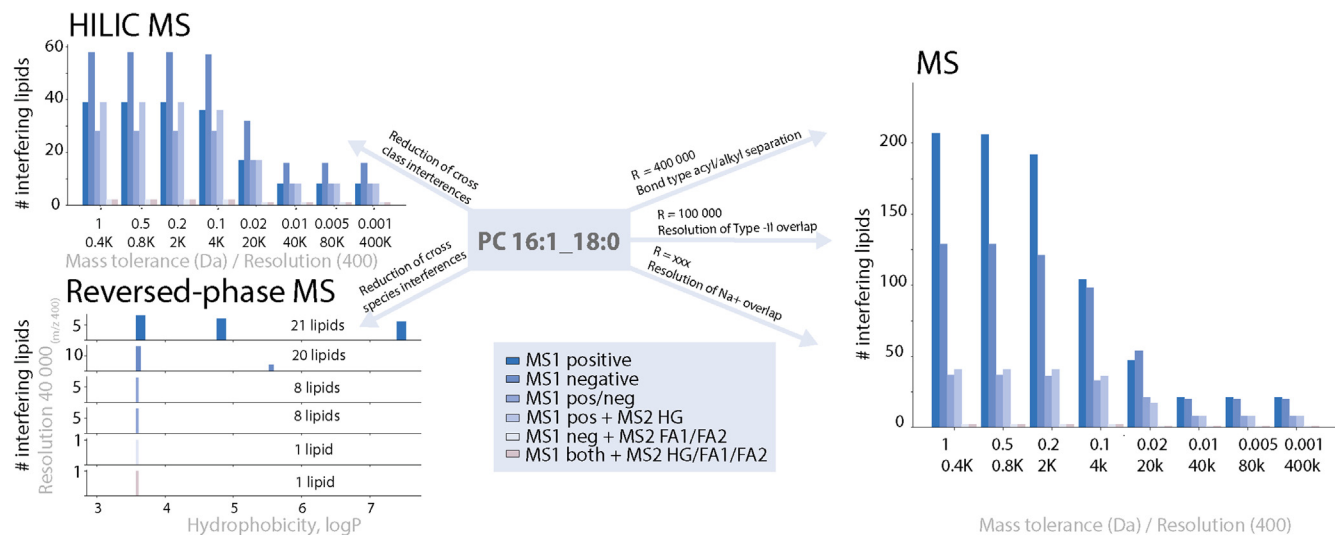 HILIC MS
# interfering lipids
60
40
20
0
1 0.5 0.2 0.1 0.02 0.01 0.005 0.001
0.4K 0.8K 2K 4K 20K 40K 80K 400K
Mass tolerance (Da) / Resolution (400)
Reversed-phase MS
# interfering lipids
Resolution 40 000 (m/z 400)
5 21 lipids
10 20 lipids
5 8 lipids
5 8 lipids
1 1 lipid
1 1 lipid
3 4 5 6 7
Hydrophobicity, logP
Reduction of cross
class interterences
Reduction of cross
species interferences
PC 16:1_18:0
R = 400 000
Bond type acyl/alkyl separation
R = 100 000
Resolution of Type -II overlap
R = xxx
Resolution of Na+ overlap
MS1 positive
MS1 negative
MS1 pos/neg
MS1 pos + MS2 HG
MS1 neg + MS2 FA1/FA2
MS1 both + MS2 HG/FA1/FA2
MS
# interfering lipids
200
150
100
50
0
1 0.5 0.2 0.1 0.02 0.01 0.005 0.001
0.4K 0.8K 2K 4k 20k 40k 80k 400k
Mass tolerance (Da) / Resolution (400)